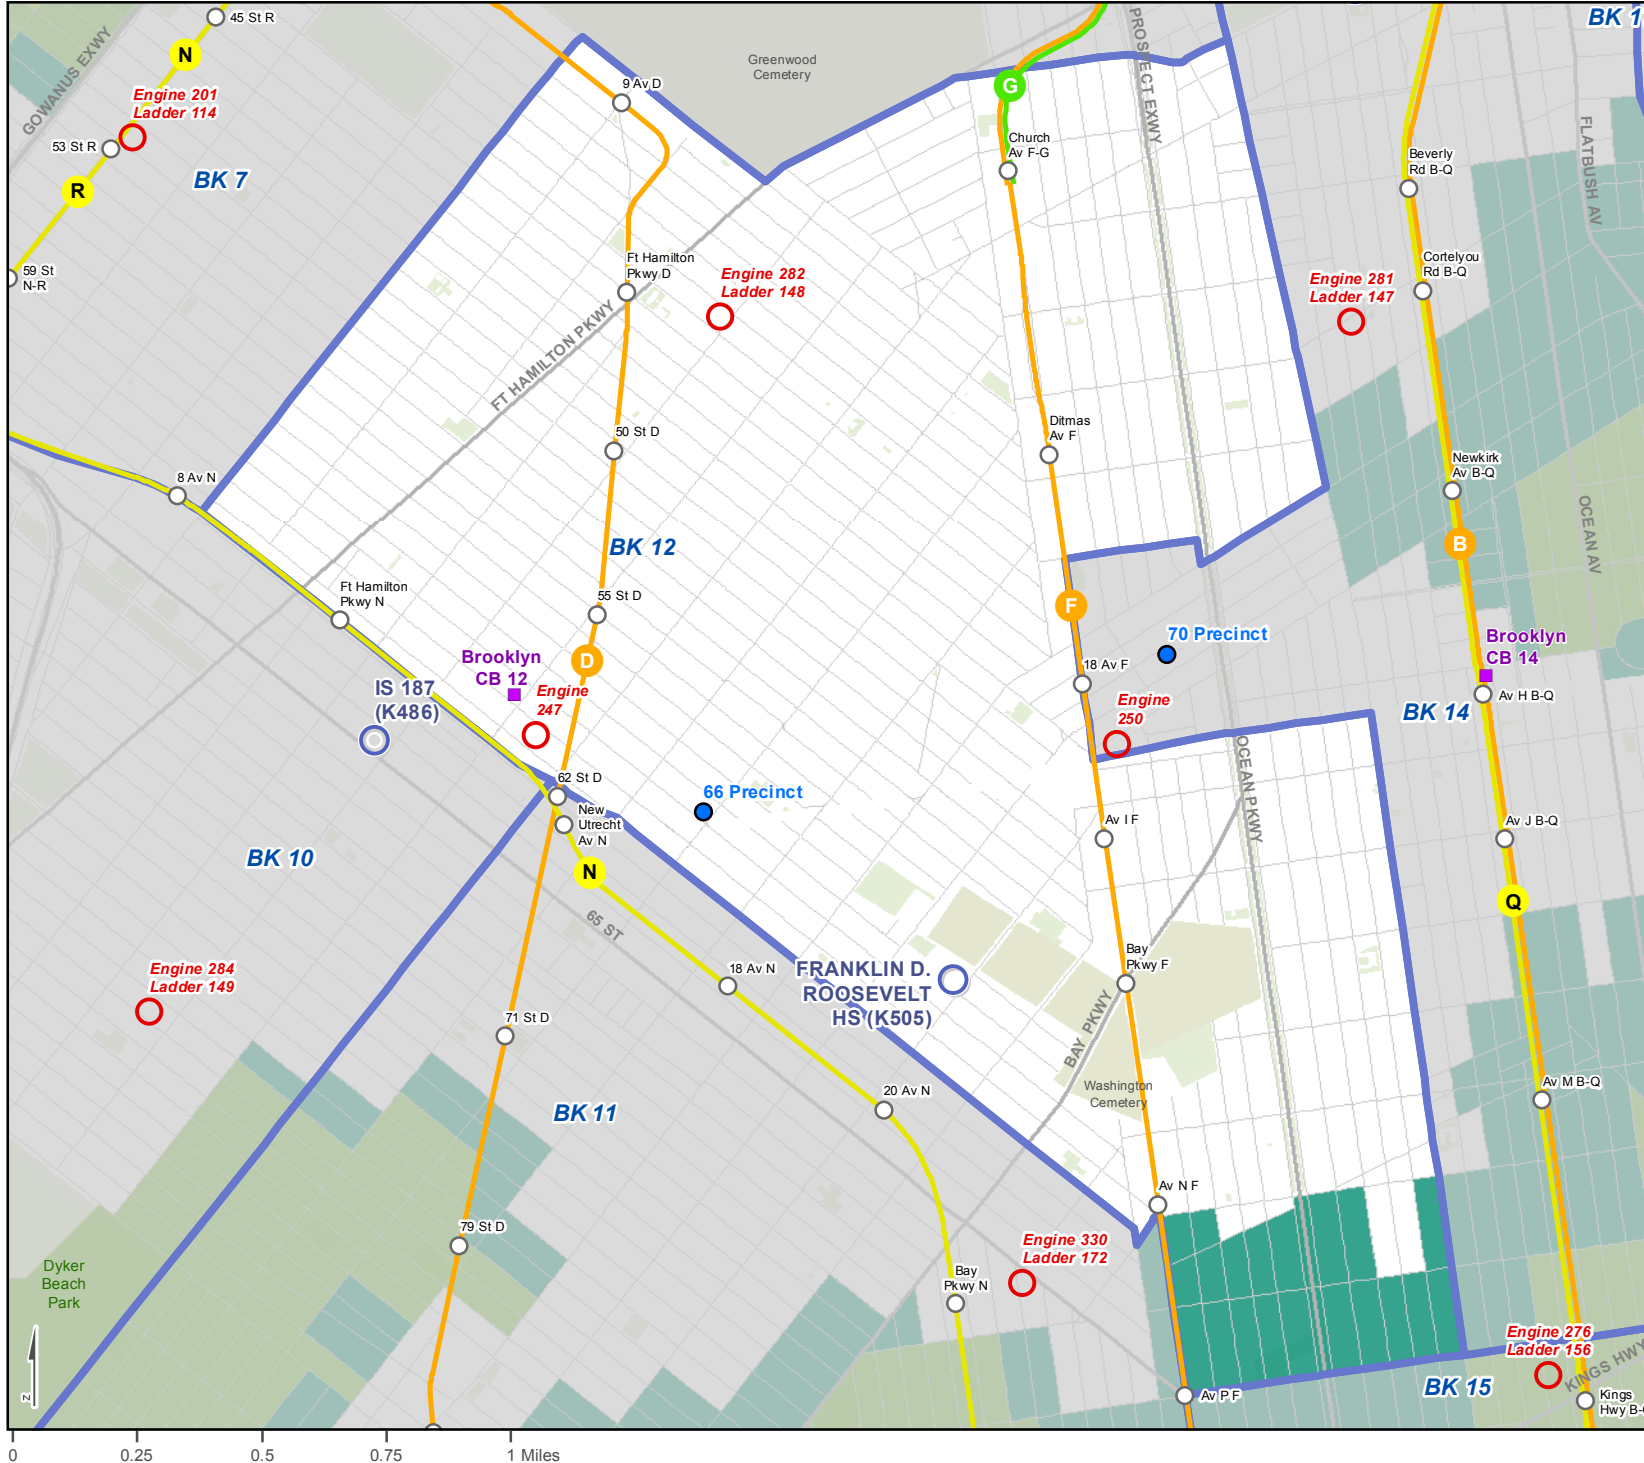 45 St R
GOWANUS EXWY
N
Engine 201
Ladder 114
53 St R
BK 7
R
59 St
N-R
9 Av D
Greenwood
Cemetery
G
Church
Av F-G
PROSPECT EXWY
BK 1
FLATBUSH AV
Beverly
Rd B-Q
Cortelyou
Rd B-Q
Engine 281
Ladder 147
Ft Hamilton
Pkwy D
Engine 282
Ladder 148
FT HAMILTON PKWY
50 St D
Ditmas
Av F
8 Av N
Newkirk
Av B-Q
OCEAN AV
B
BK 12
Ft Hamilton
Pkwy N
55 St D
F
D
70 Precinct
Brooklyn
CB 14
Brooklyn
CB 12
IS 187
(K486)
Engine
247
18 Av F
Engine
250
Av H B-Q
BK 14
OCEAN PKWY
62 St D
66 Precinct
New
Utrecht
Av N
Av I F
Av J B-Q
BK 10
N
Q
65 ST
Bay
Pkwy F
18 Av N
FRANKLIN D.
ROOSEVELT
HS (K505)
Engine 284
Ladder 149
71 St D
BAY PKWY
Washington
Cemetery
Av M B-Q
20 Av N
BK 11
Av N F
79 St D
Engine 330
Ladder 172
Dyker
Beach
Park
Bay
Pkwy N
Engine 276
Ladder 156
KINGS HWY
BK 15
Av P F
Kings
Hwy B-Q
N
0 0.25 0.5 0.75 1 Miles